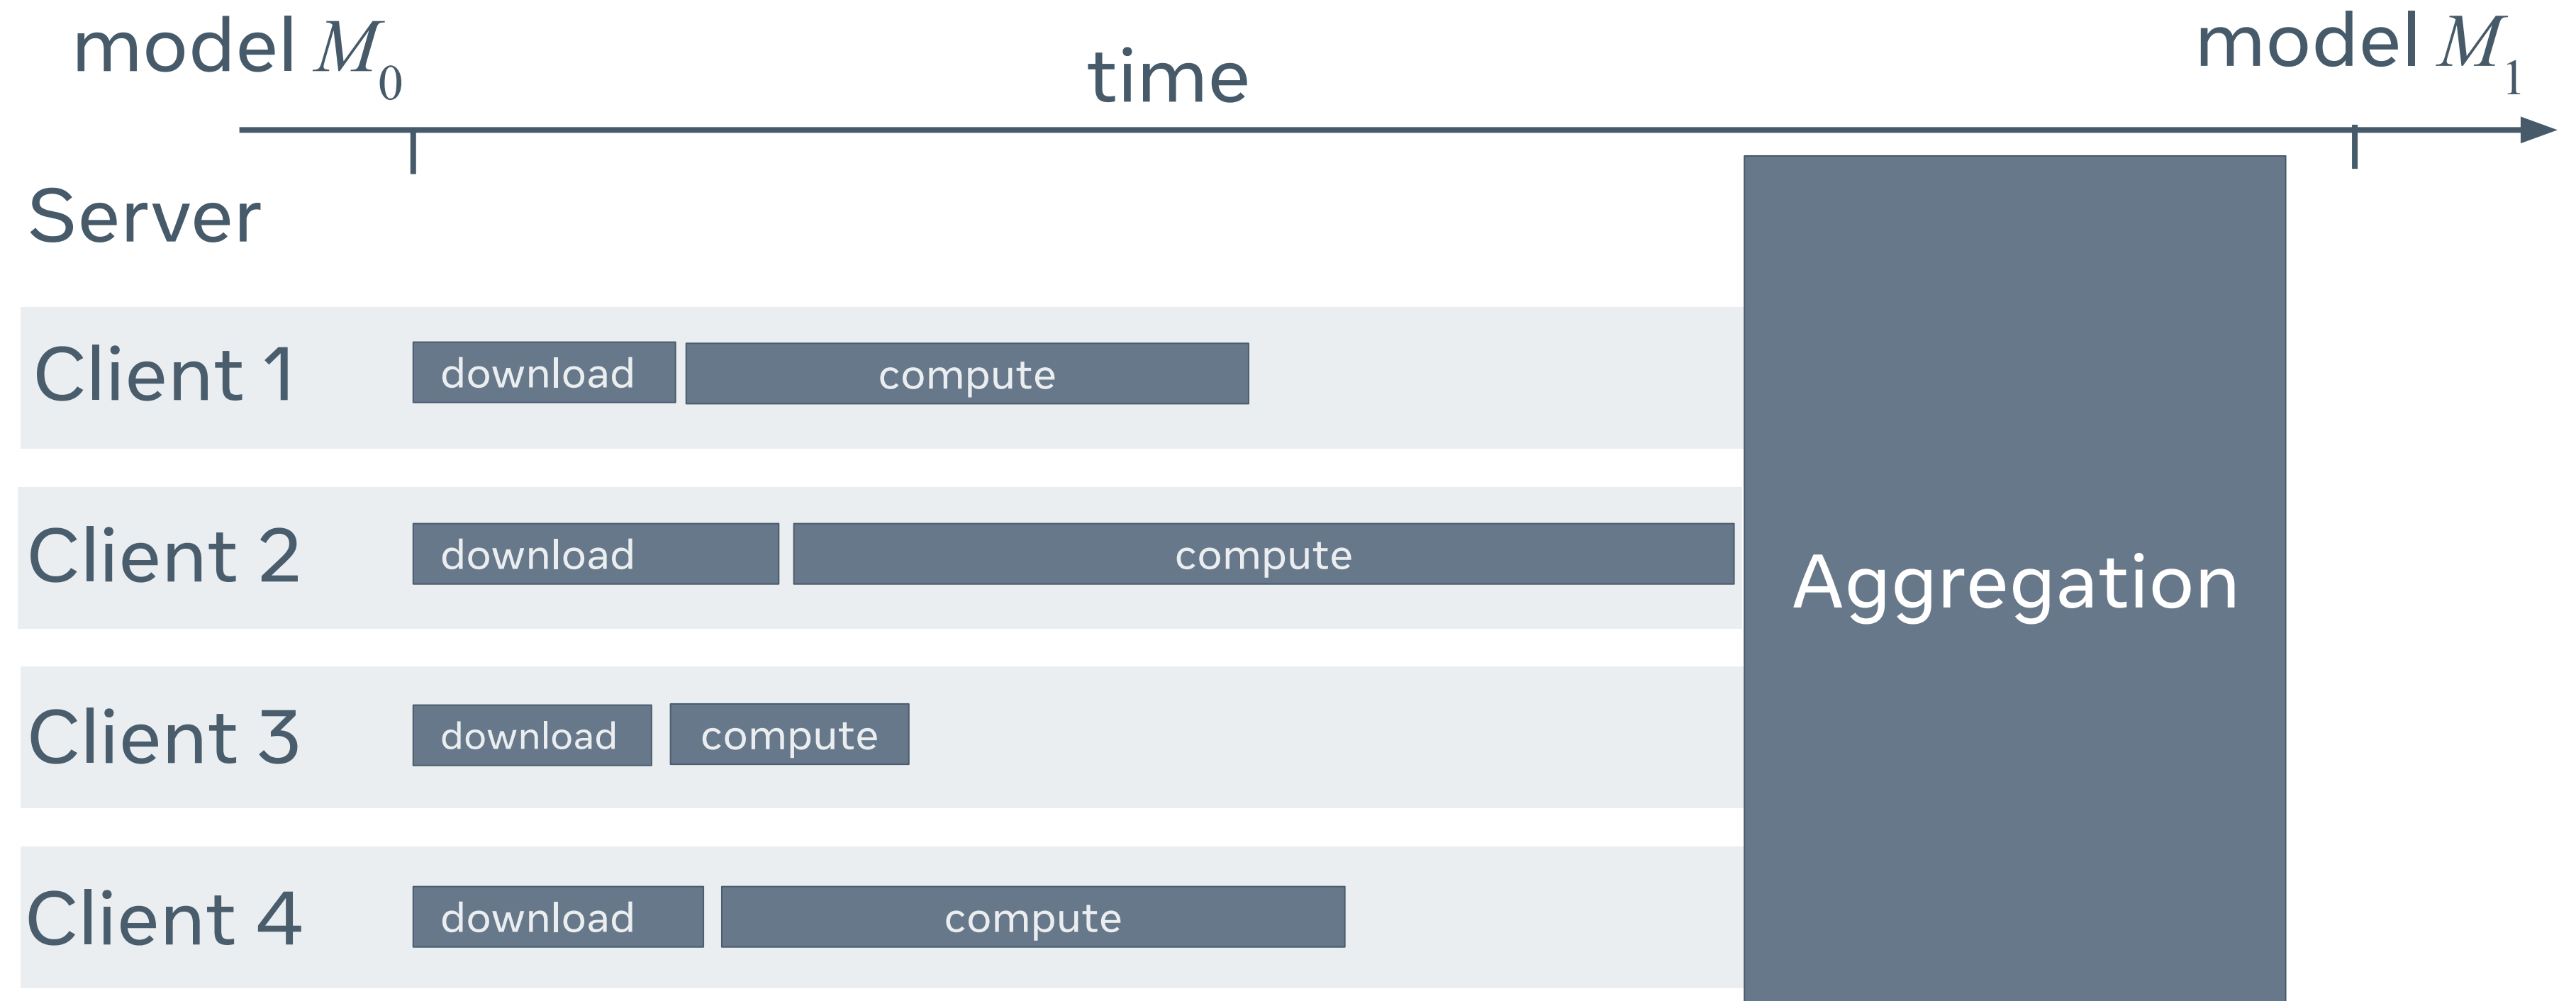 model M₀
time
model M₁
Server
Client 1
download
compute
Client 2
download
compute
Aggregation
Client 3
download
compute
Client 4
download
compute